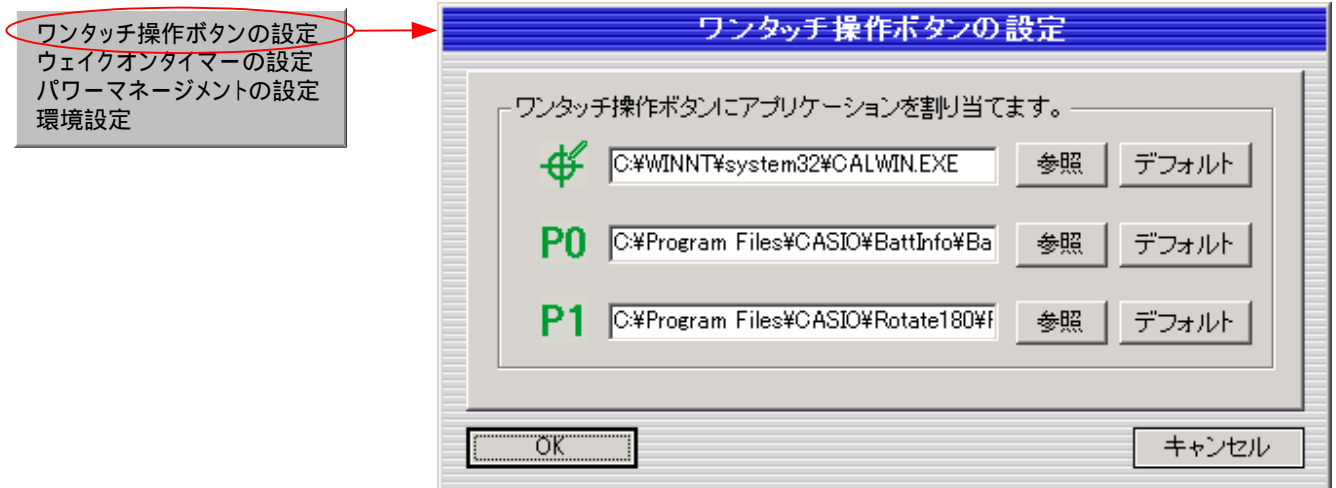 ワンタッチ操作ボタンの設定
ウェイクオンタイマーの設定
パワーマネージメントの設定
環境設定
ワンタッチ操作ボタンの設定
ワンタッチ操作ボタンにアプリケーションを割り当てます。
C:¥WINNT¥system32¥CALWIN.EXE 参照 デフォルト
P0 C:¥Program Files¥CASIO¥BattInfo¥Ba 参照 デフォルト
P1 C:¥Program Files¥CASIO¥Rotate180¥ 参照 デフォルト
OK キャンセル